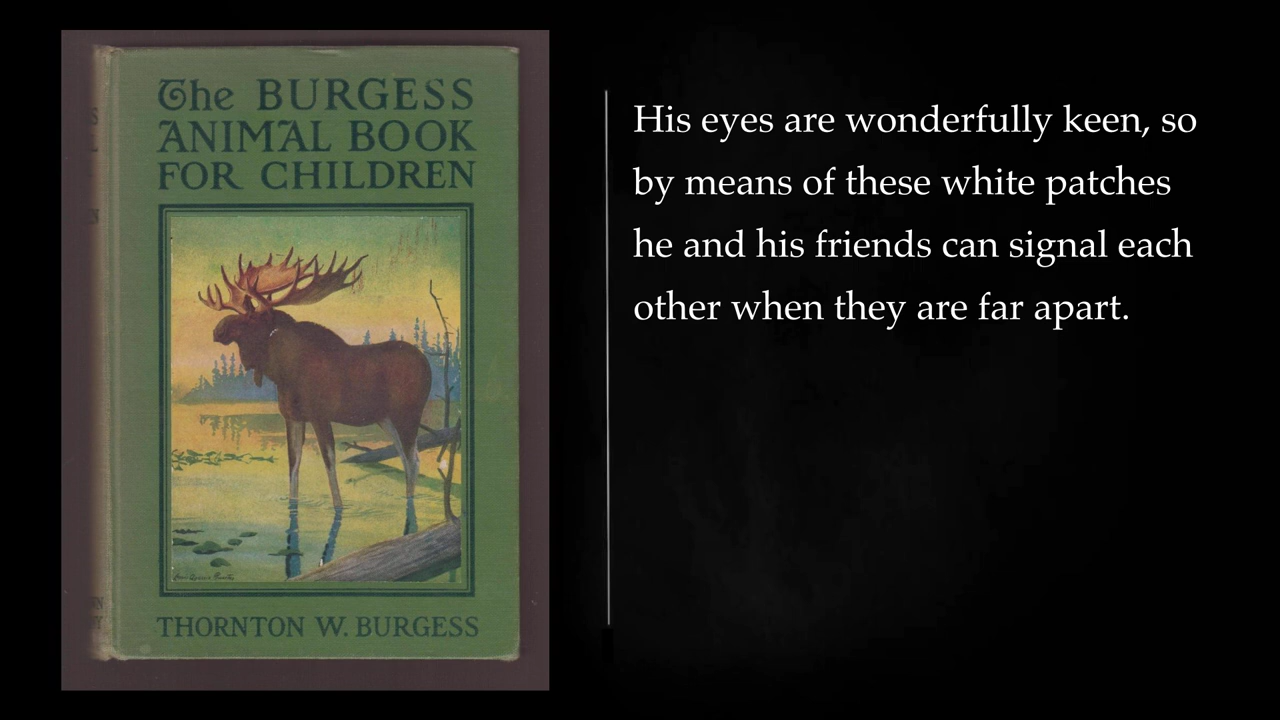 The BURGESS
ANIMAL BOOK
FOR CHILDREN
THORNTON W. BURGESS
His eyes are wonderfully keen, so
by means of these white patches
he and his friends can signal each
other when they are far apart.